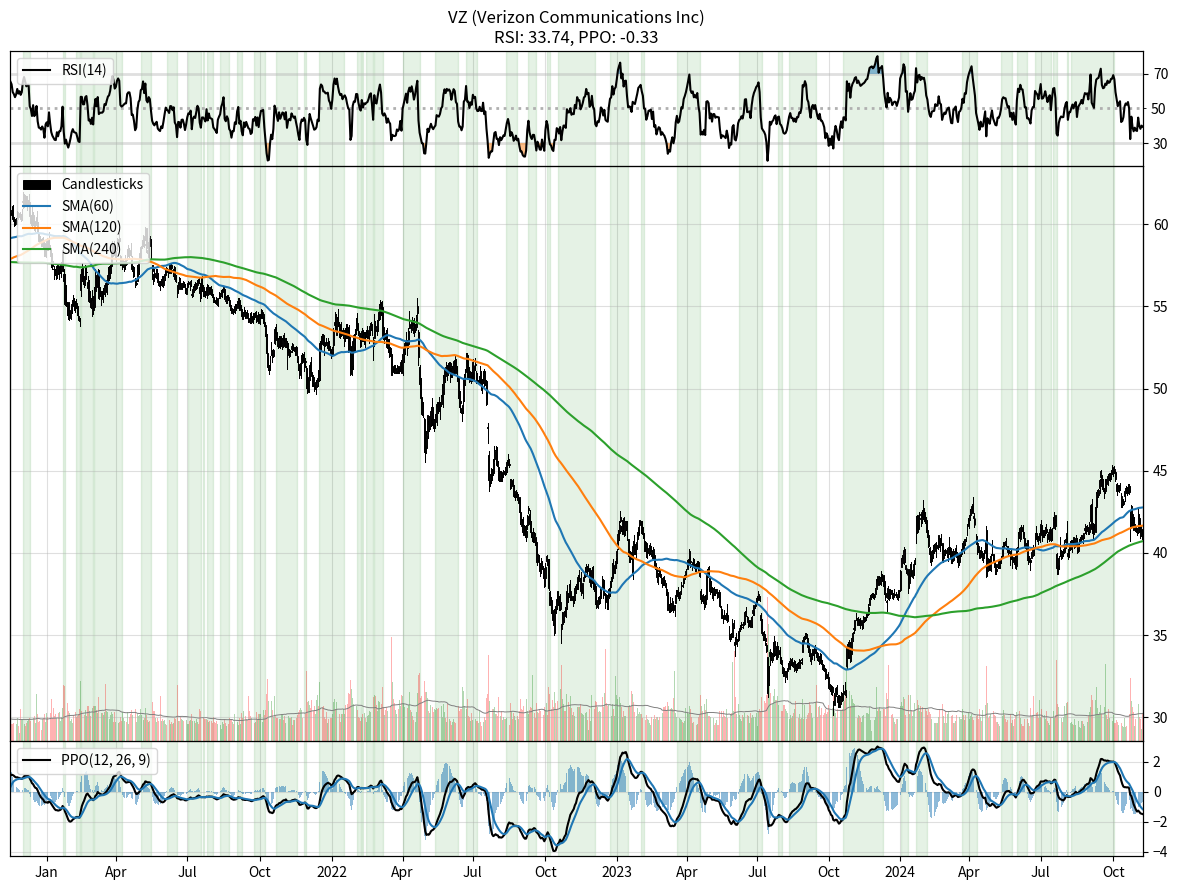 VZ (Verizon Communications Inc)
RSI: 33.74, PPO: -0.33
RSI(14)
70
50
30
Candlesticks
SMA(60)
SMA(120)
SMA(240)
60
55
50
45
40
35
30
PPO(12, 26, 9)
2
0
−2
−4
Jan Apr Jul Oct 2022 Apr Jul Oct 2023 Apr Jul Oct 2024 Apr Jul Oct